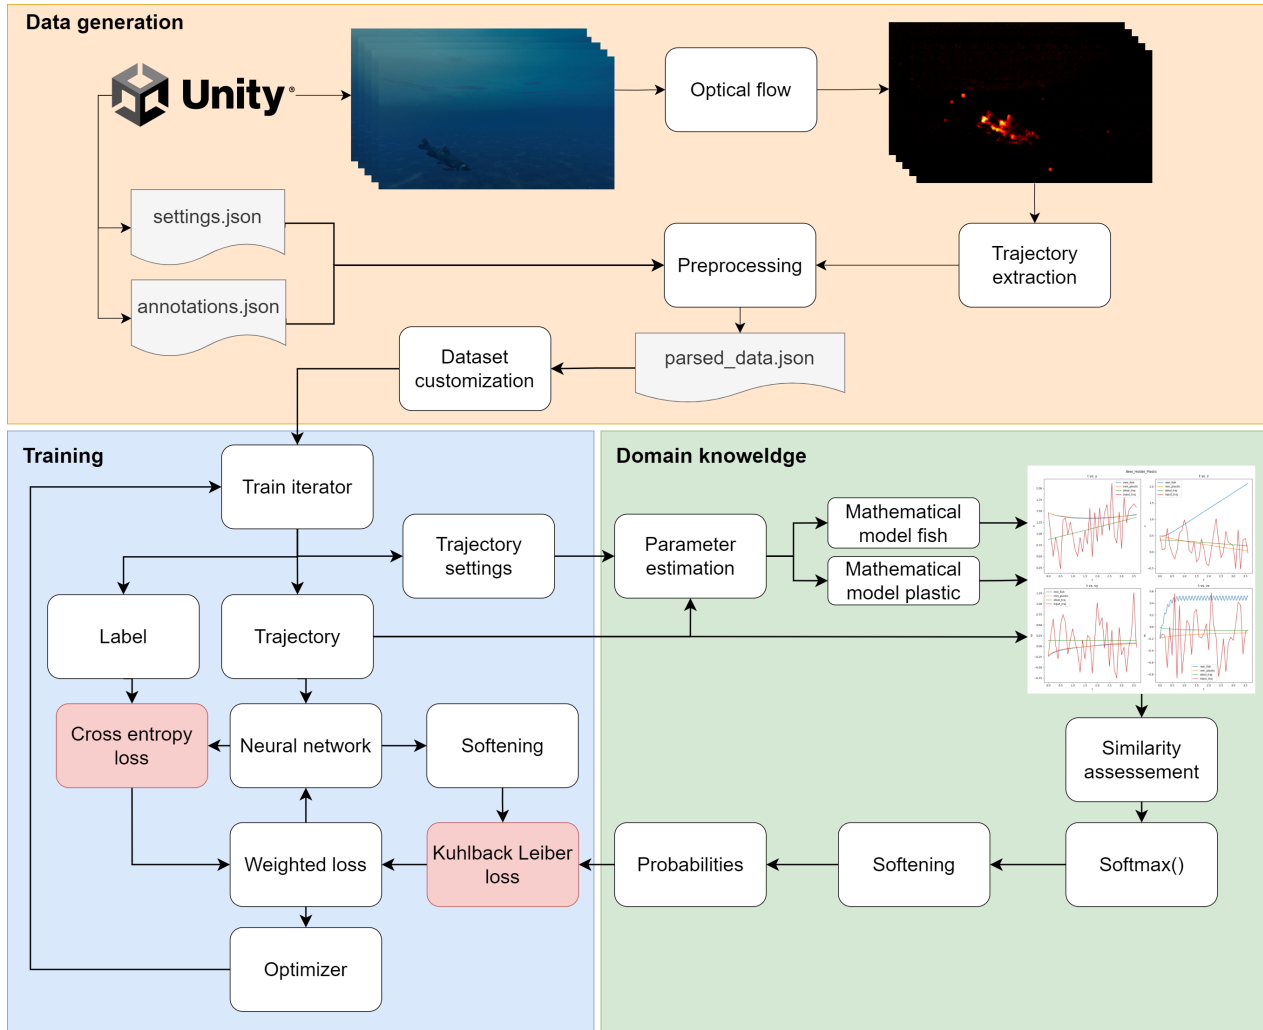 Data generation
Unity
Optical flow
settings.json
annotations.json
Preprocessing
Trajectory
extraction
parsed_data.json
Dataset
customization
Training
Train iterator
Trajectory
settings
Label
Trajectory
Cross entropy
loss
Neural network
Softening
Weighted loss
Kuhlback Leiber
loss
Optimizer
Domain knoweldge
Parameter
estimation
Mathematical
model fish
Mathematical
model plastic
Similarity
assessement
Softmax()
Softening
Probabilities